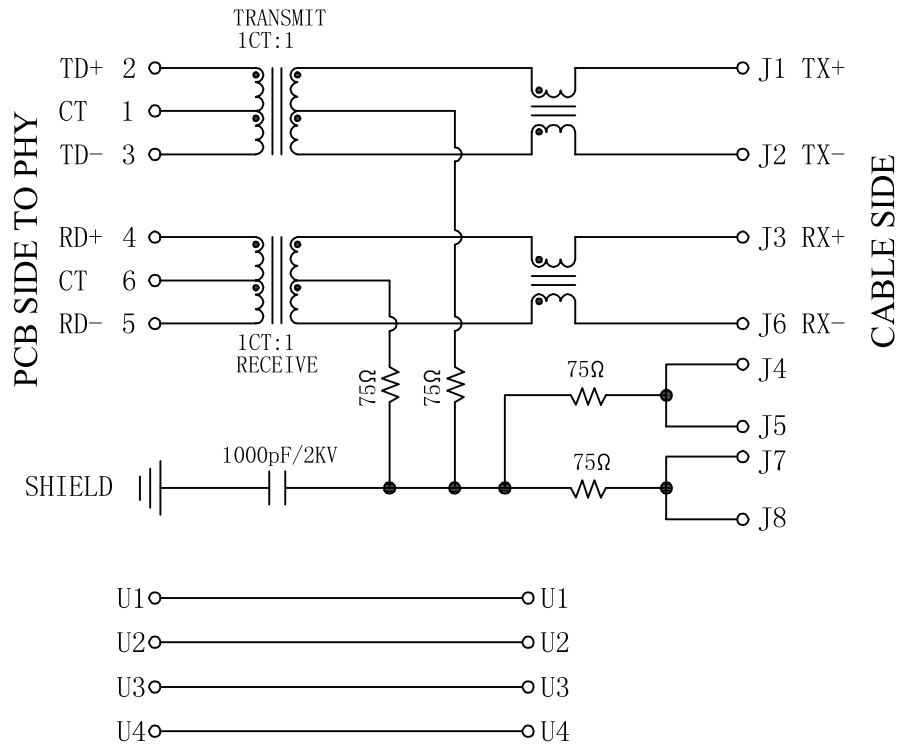 TRANSMIT
1CT:1
TD+ 2
J1 TX+
CT 1
TD- 3
J2 TX-
PCB SIDE TO PHY
CABLE SIDE
RD+ 4
J3 RX+
CT 6
RD- 5
J6 RX-
1CT:1
RECEIVE
75Ω
75Ω
75Ω
J4
J5
1000pF/2KV
75Ω
J7
SHIELD
J8
U1 U1
U2 U2
U3 U3
U4 U4